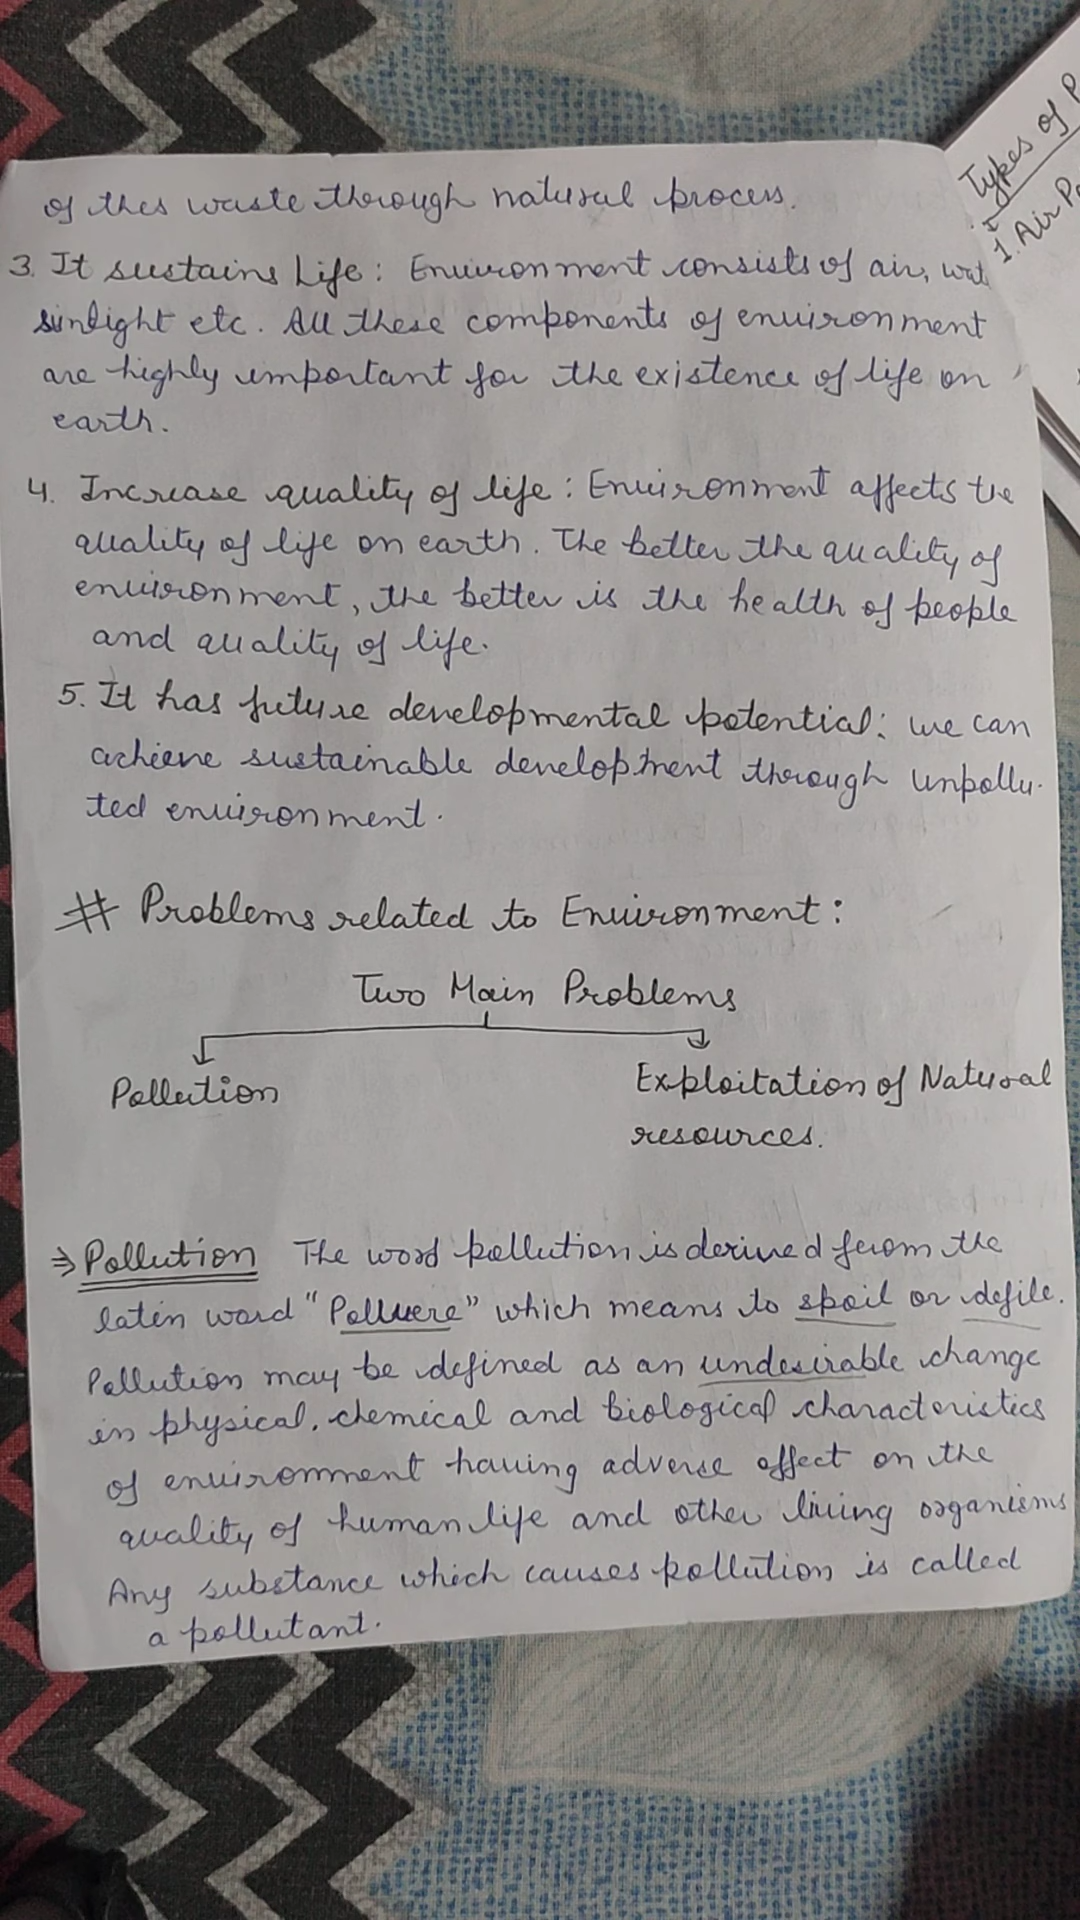 of thes waste through natural process.
3. It sustains Life: Environment consists of air, wat
sunlight etc. All these components of environment
are highly important for the existence of life on
earth.
4. Increase quality of life: Environment affects the
quality of life on earth. The better the quality of
environment, the better is the health of people
and quality of life.
5. It has future developmental potential: we can
achieve sustainable development through unpollu-
ted environment.
# Problems related to Environment:
Two Main Problems
Pollution
Exploitation of Natural
resources.
⇒ Pollution The word pollution is derived from the
latin word "Polluere" which means to spoil or defile.
Pollution may be defined as an undesirable change
in physical, chemical and biological characteristics
of environment having adverse effect on the
quality of human life and other living organisms
Any substance which causes pollution is called
a pollutant.
Types of P
1. Air Po